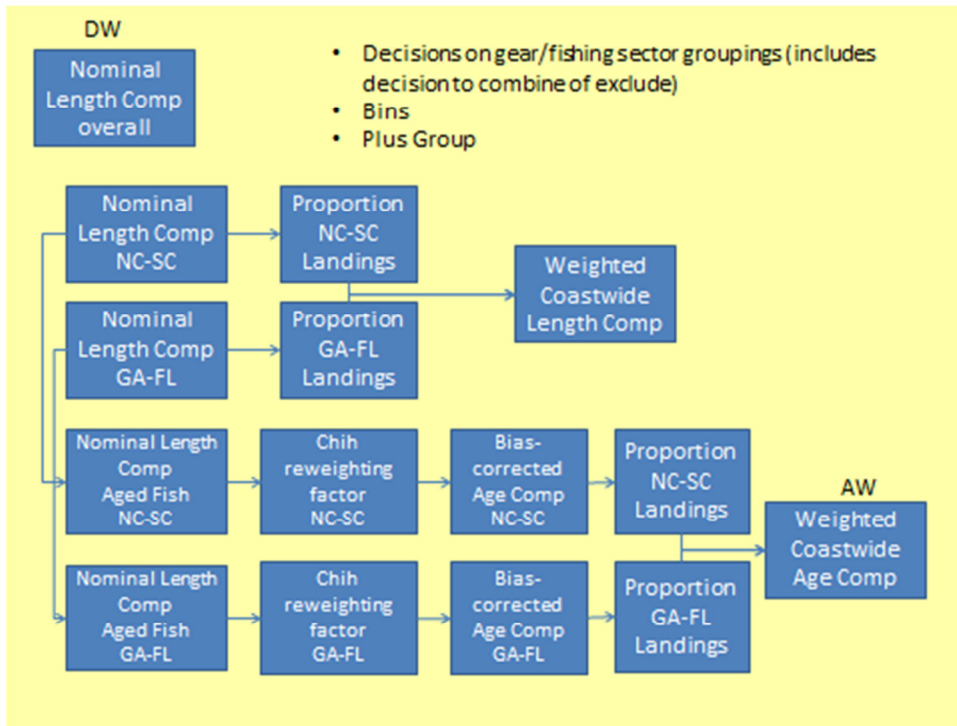 DW
Nominal
Length Comp
overall
• Decisions on gear/fishing sector groupings (includes
decision to combine of exclude)
• Bins
• Plus Group
Nominal
Length Comp
NC-SC
Proportion
NC-SC
Landings
Weighted
Coastwide
Length Comp
Nominal
Length Comp
GA-FL
Proportion
GA-FL
Landings
Nominal Length
Comp
Aged Fish
NC-SC
Chih
reweighting
factor
NC-SC
Bias-
corrected
Age Comp
NC-SC
Proportion
NC-SC
Landings
AW
Weighted
Coastwide
Age Comp
Nominal Length
Comp
Aged Fish
GA-FL
Chih
reweighting
factor
GA-FL
Bias-
corrected
Age Comp
GA-FL
Proportion
GA-FL
Landings